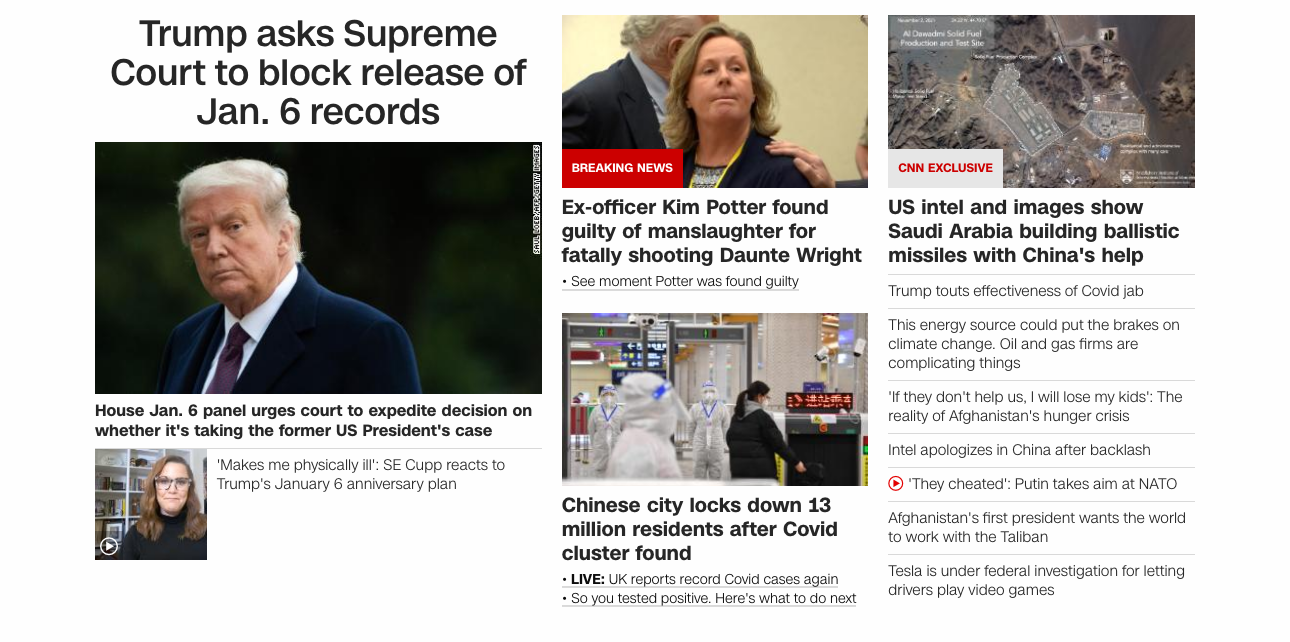 Trump asks Supreme
Court to block release of
Jan. 6 records
House Jan. 6 panel urges court to expedite decision on
whether it's taking the former US President's case
'Makes me physically ill': SE Cupp reacts to
Trump's January 6 anniversary plan
BREAKING NEWS
Ex-officer Kim Potter found
guilty of manslaughter for
fatally shooting Daunte Wright
• See moment Potter was found guilty
Chinese city locks down 13
million residents after Covid
cluster found
• LIVE: UK reports record Covid cases again
• So you tested positive. Here's what to do next
November 2, 2021
Al Dawadmi Solid Fuel
Production and Test Site
Solid Fuel Production Complex
CNN EXCLUSIVE
US intel and images show
Saudi Arabia building ballistic
missiles with China's help
Trump touts effectiveness of Covid jab
This energy source could put the brakes on
climate change. Oil and gas firms are
complicating things
'If they don't help us, I will lose my kids': The
reality of Afghanistan's hunger crisis
Intel apologizes in China after backlash
'They cheated': Putin takes aim at NATO
Afghanistan's first president wants the world
to work with the Taliban
Tesla is under federal investigation for letting
drivers play video games